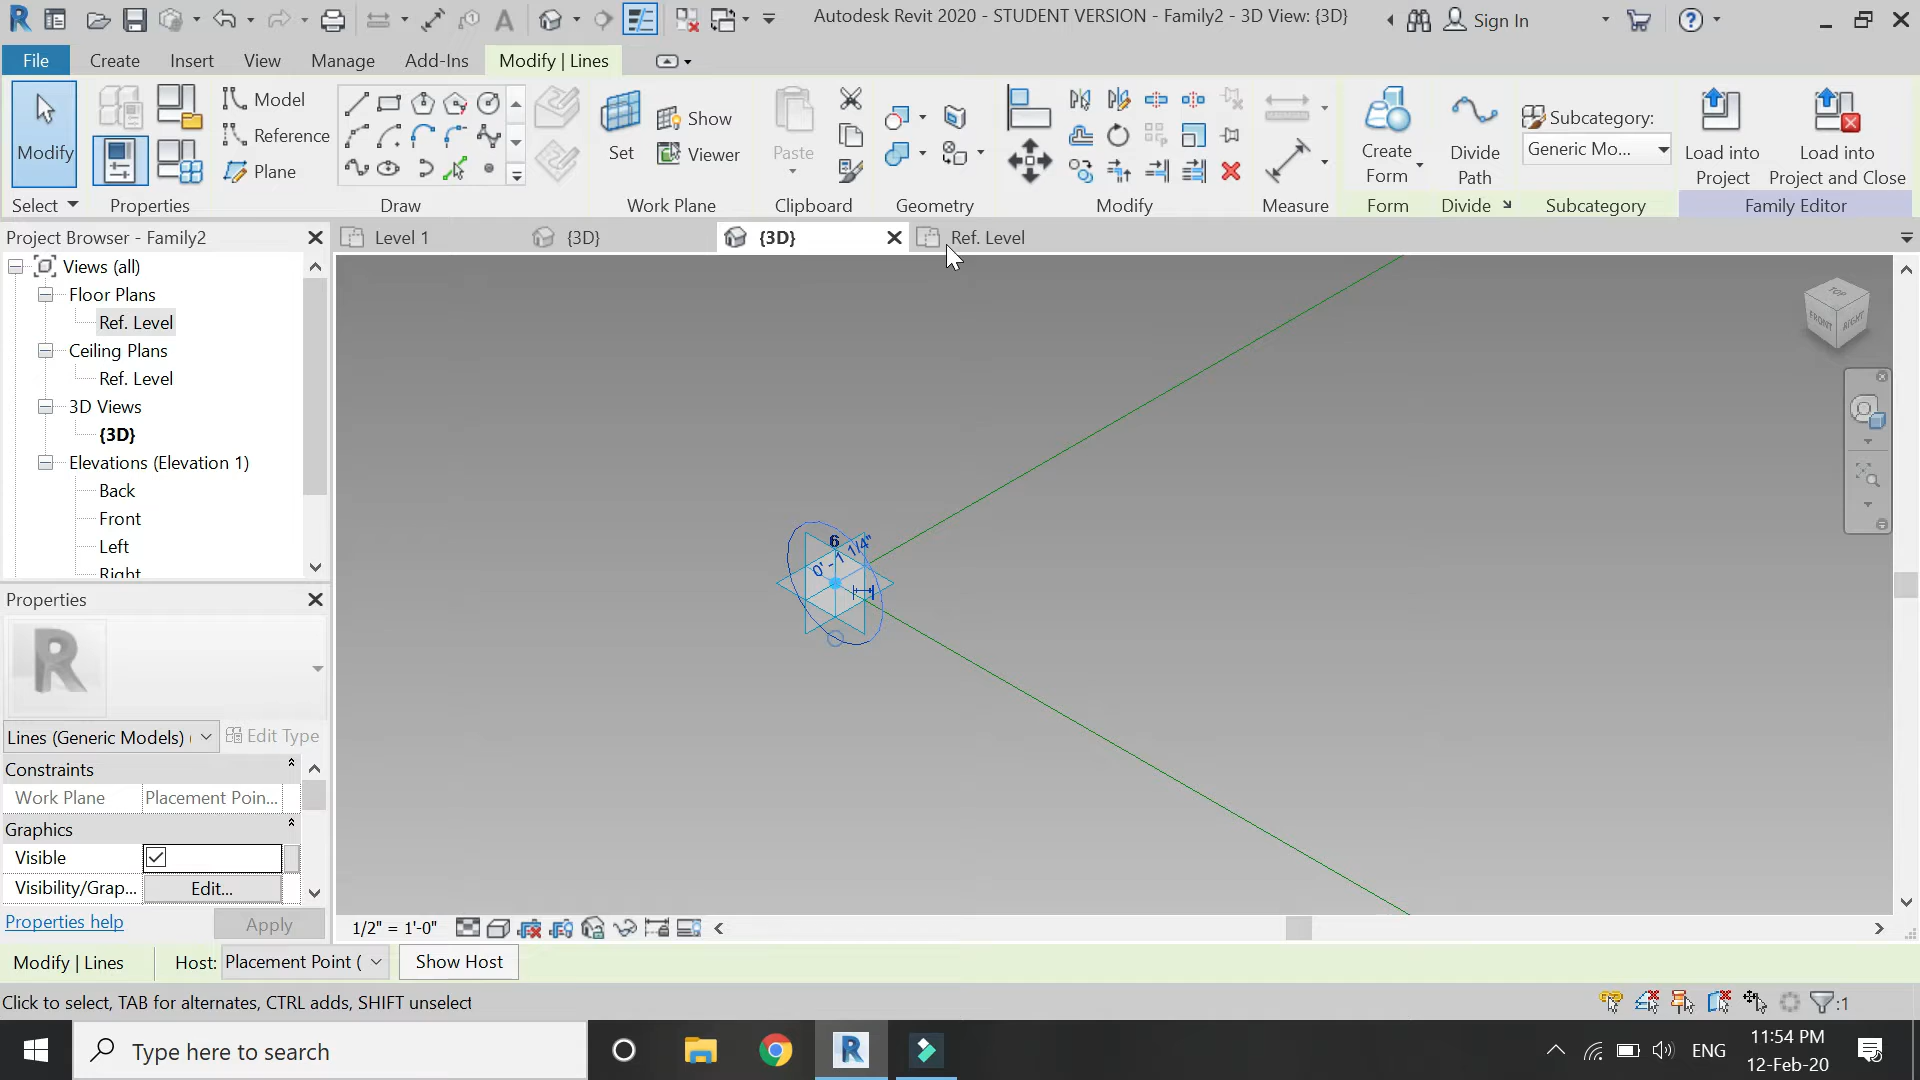 Autodesk Revit 2020 - STUDENT VERSION - Family2 - 3D View: {3D}
Sign In
File
Create
Insert
View
Manage
Add-Ins
Modify | Lines
Modify
Model
Reference
Plane
Set
Show
Viewer
Paste
Create
Form
Divide
Path
Subcategory:
Generic Mo...
Load into
Project
Load into
Project and Close
Select
Properties
Draw
Work Plane
Clipboard
Geometry
Modify
Measure
Form
Divide
Subcategory
Family Editor
Project Browser - Family2
Level 1
{3D}
{3D}
Ref. Level
Views (all)
Floor Plans
Ref. Level
Ceiling Plans
Ref. Level
3D Views
{3D}
Elevations (Elevation 1)
Back
Front
Left
Right
TOP
FRONT
RIGHT
6
0' - 1 1/4"
Properties
Lines (Generic Models)
Edit Type
Constraints
Work Plane
Placement Poin...
Graphics
Visible
Visibility/Grap...
Edit...
Properties help
Apply
1/2" = 1'-0"
Modify | Lines
Host:
Placement Point (
Show Host
Click to select, TAB for alternates, CTRL adds, SHIFT unselect
:1
Type here to search
ENG
11:54 PM
12-Feb-20